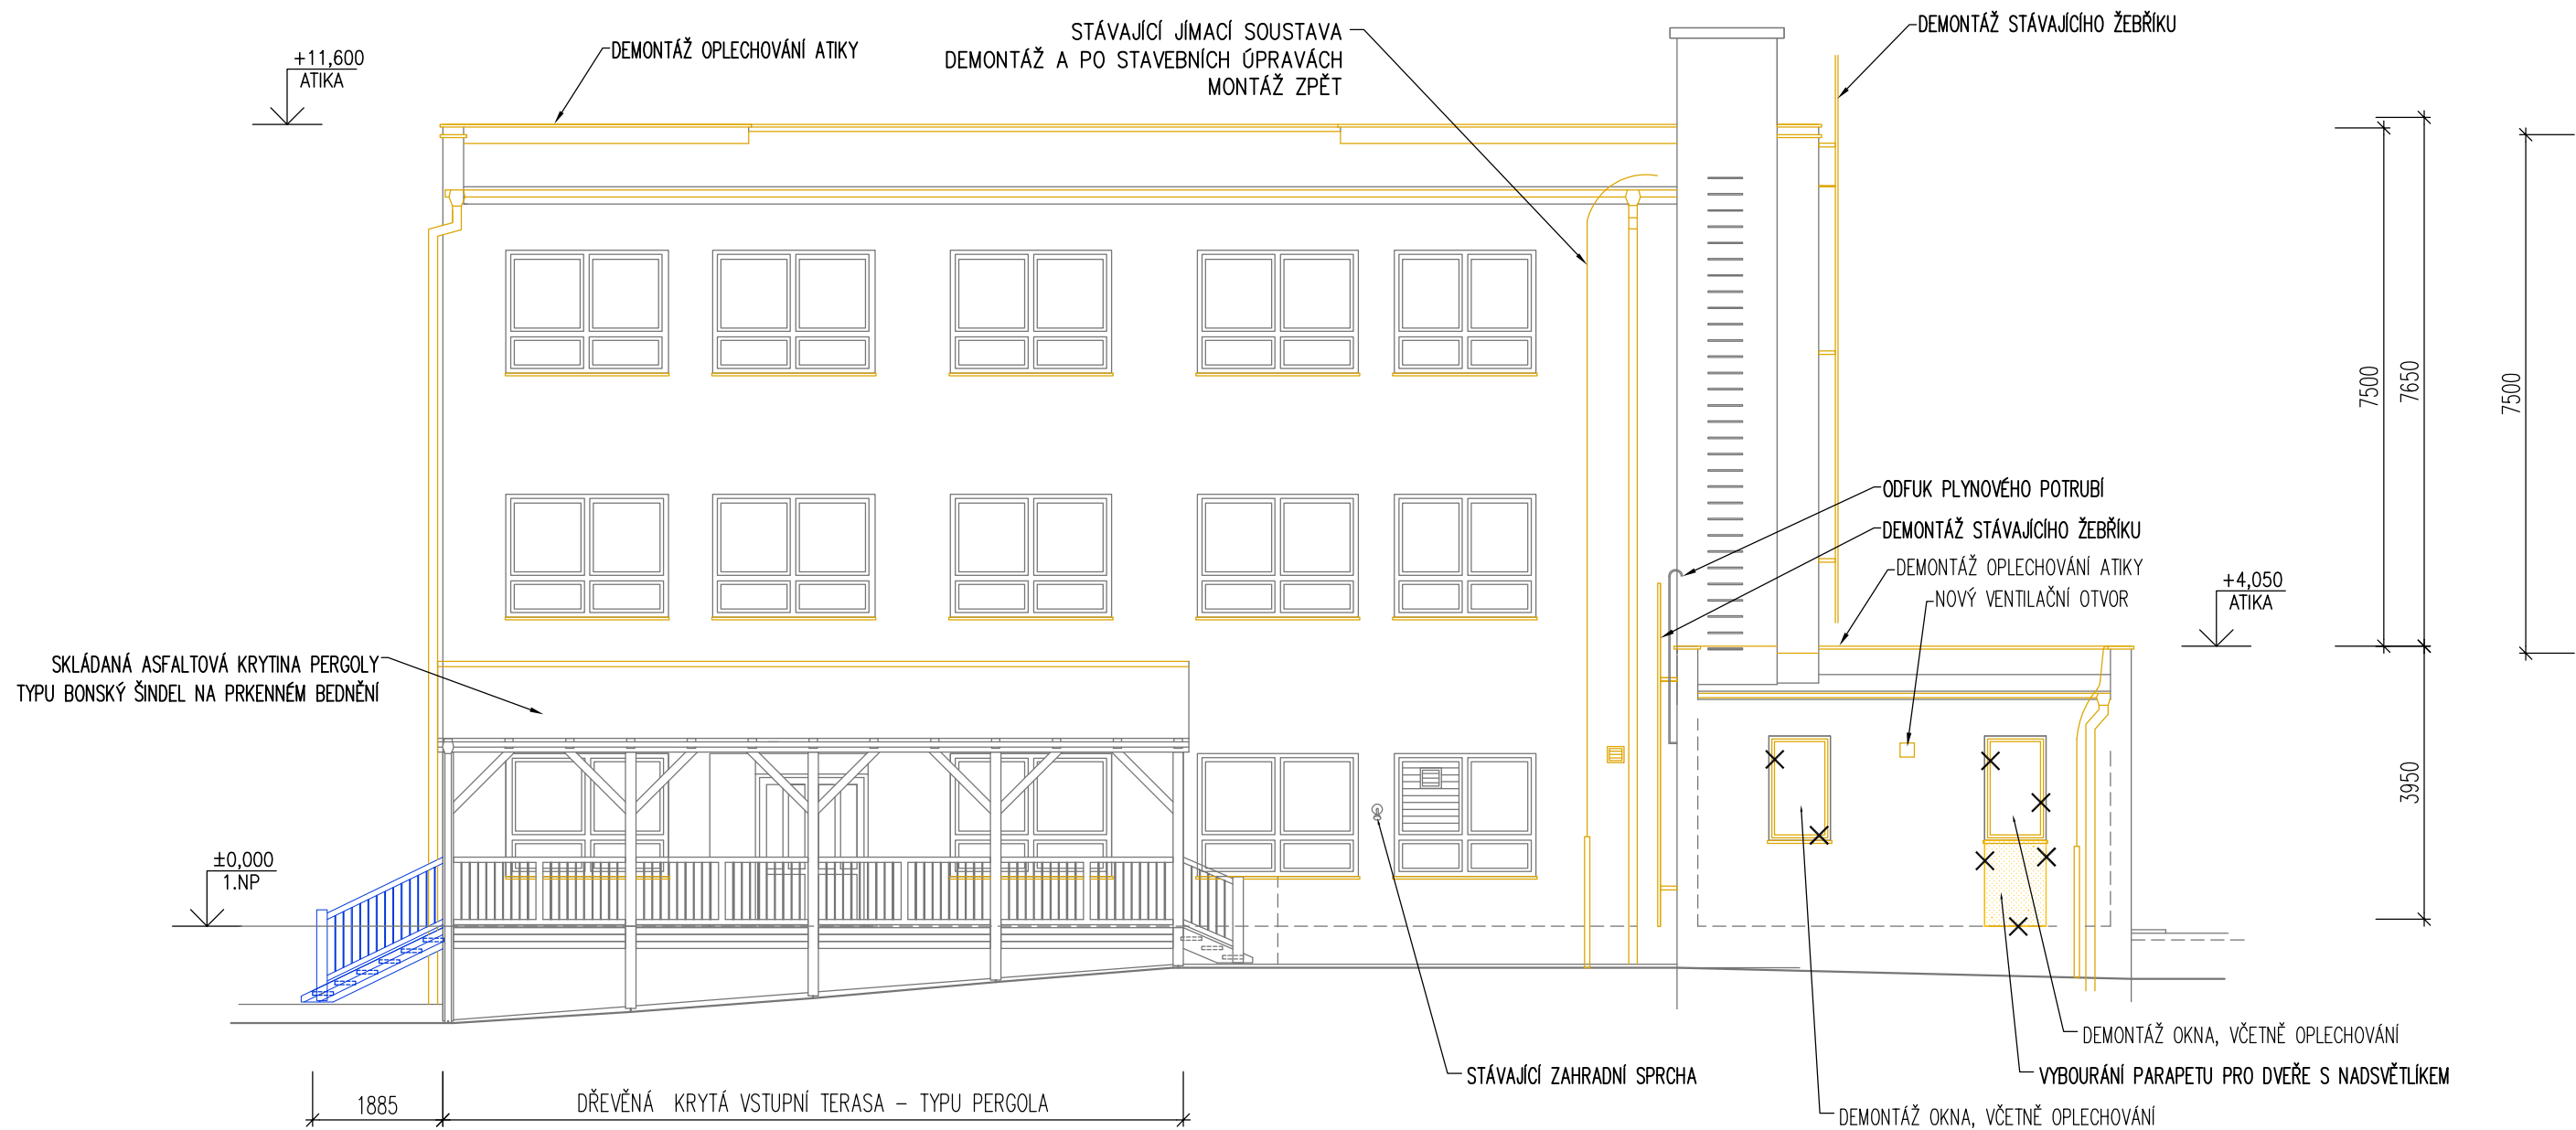 +11,600
ATIKA
DEMONTÁŽ OPLECHOVÁNÍ ATIKY
STÁVAJÍCÍ JÍMACÍ SOUSTAVA
DEMONTÁŽ A PO STAVEBNÍCH ÚPRAVÁCH
MONTÁŽ ZPĚT
DEMONTÁŽ STÁVAJÍCÍHO ŽEBŘÍKU
7500
7650
7500
ODFUK PLYNOVÉHO POTRUBÍ
DEMONTÁŽ STÁVAJÍCÍHO ŽEBŘÍKU
DEMONTÁŽ OPLECHOVÁNÍ ATIKY
NOVÝ VENTILAČNÍ OTVOR
+4,050
ATIKA
SKLÁDANÁ ASFALTOVÁ KRYTINA PERGOLY
TYPU BONSKÝ ŠINDEL NA PRKENNÉM BEDNĚNÍ
3950
±0,000
1.NP
DEMONTÁŽ OKNA, VČETNĚ OPLECHOVÁNÍ
STÁVAJÍCÍ ZAHRADNÍ SPRCHA
VYBOURÁNÍ PARAPETU PRO DVEŘE S NADSVĚTLÍKEM
1885
DŘEVĚNÁ KRYTÁ VSTUPNÍ TERASA – TYPU PERGOLA
DEMONTÁŽ OKNA, VČETNĚ OPLECHOVÁNÍ